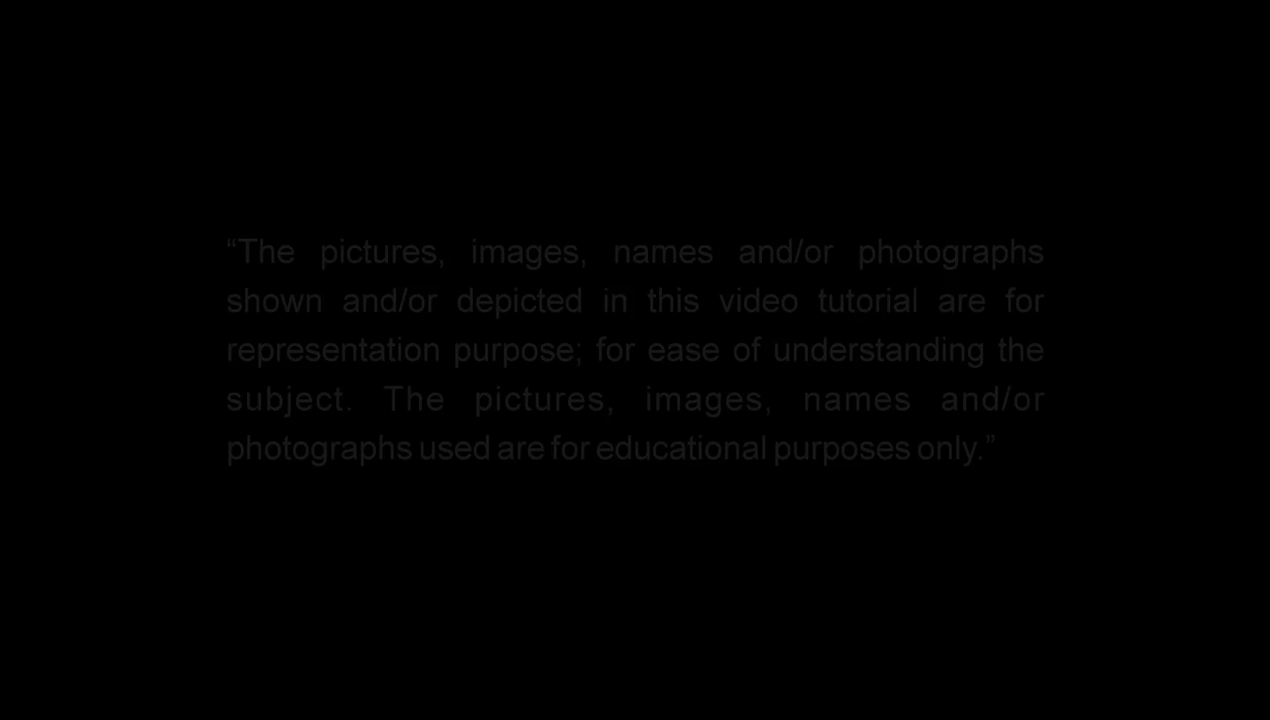 “The pictures, images, names and/or photographs
shown and/or depicted in this video tutorial are for
representation purpose; for ease of understanding the
subject. The pictures, images, names and/or
photographs used are for educational purposes only.”